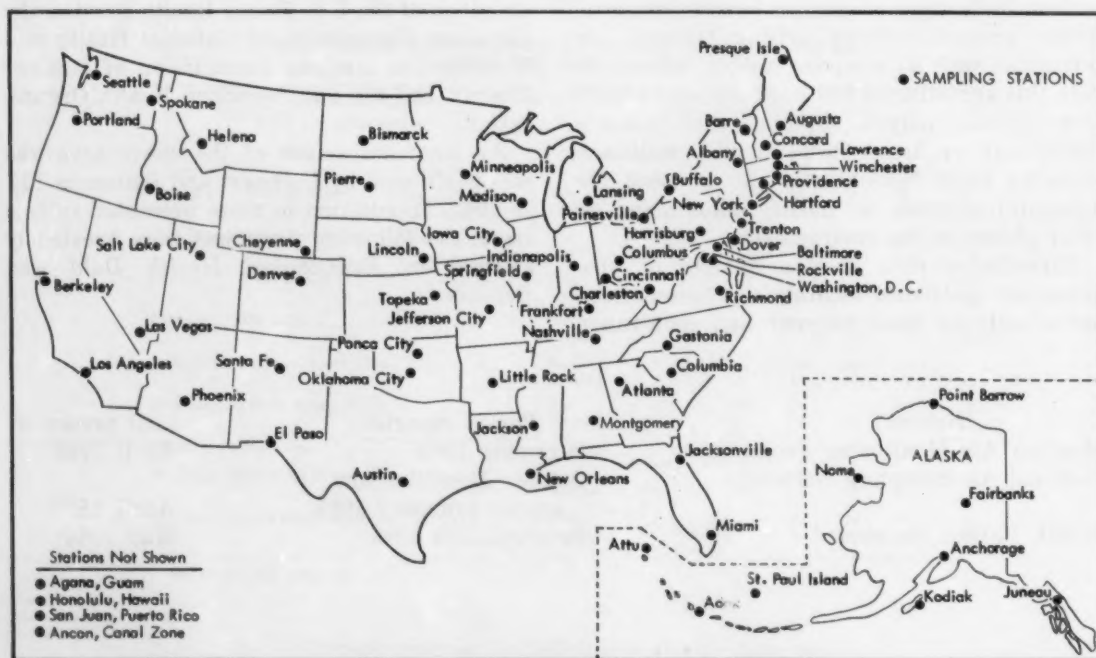 Presque Isle
SAMPLING STATIONS
Seattle
Spokane
Portland
Helena
Bismarck
Minneapolis
Barre
Augusta
Concord
Lawrence
Winchester
Albany
Pierre
Madison
Lansing
Buffalo
Providence
Boise
Painesville
New York
Hartford
Iowa City
Harrisburg
Trenton
Salt Lake City
Cheyenne
Lincoln
Indianapolis
Columbus
Dover
Baltimore
Denver
Springfield
Cincinnati
Rockville
Washington, D.C.
Berkeley
Topeka
Charleston
Richmond
Jefferson City
Frankfort
Las Vegas
Nashville
Ponca City
Gastonia
Los Angeles
Santa Fe
Oklahoma City
Little Rock
Columbia
Atlanta
Phoenix
Point Barrow
El Paso
Jackson
Montgomery
ALASKA
Jacksonville
Nome
Austin
New Orleans
Fairbanks
Miami
Attu
Anchorage
Stations Not Shown
St. Paul Island
Agana, Guam
Honolulu, Hawaii
San Juan, Puerto Rico
Ancon, Canal Zone
Kodiak
Juneau